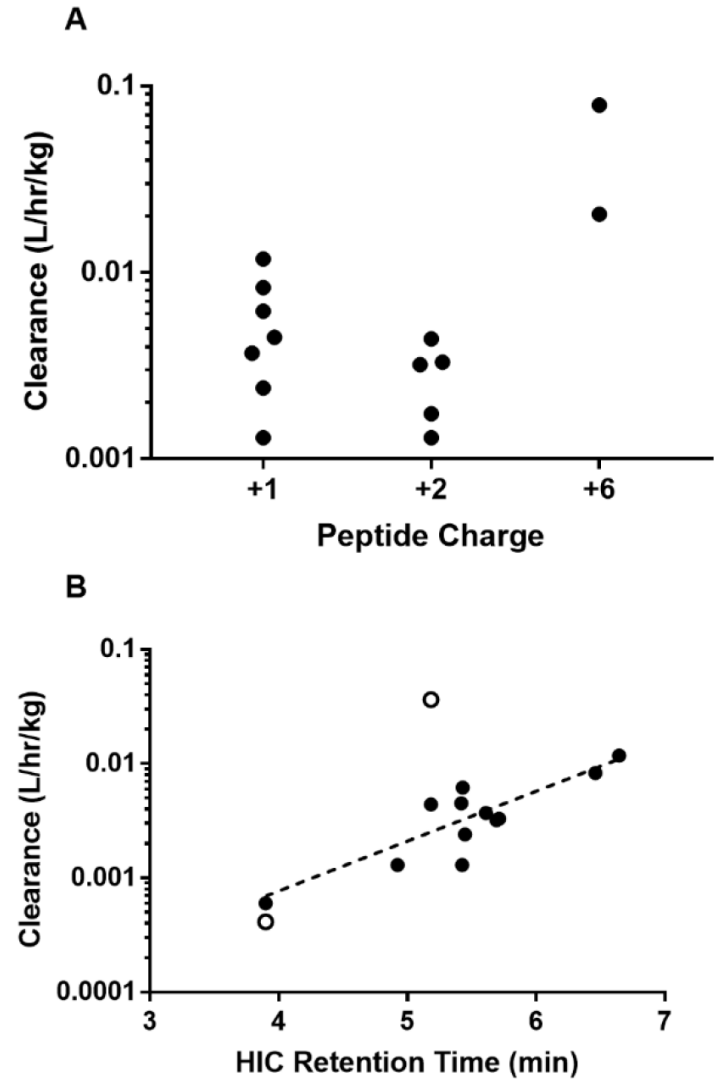 A
Clearance (L/hr/kg)
0.1
0.01
0.001
+1 +2 +6
Peptide Charge
B
Clearance (L/hr/kg)
0.1
0.01
0.001
0.0001
3 4 5 6 7
HIC Retention Time (min)